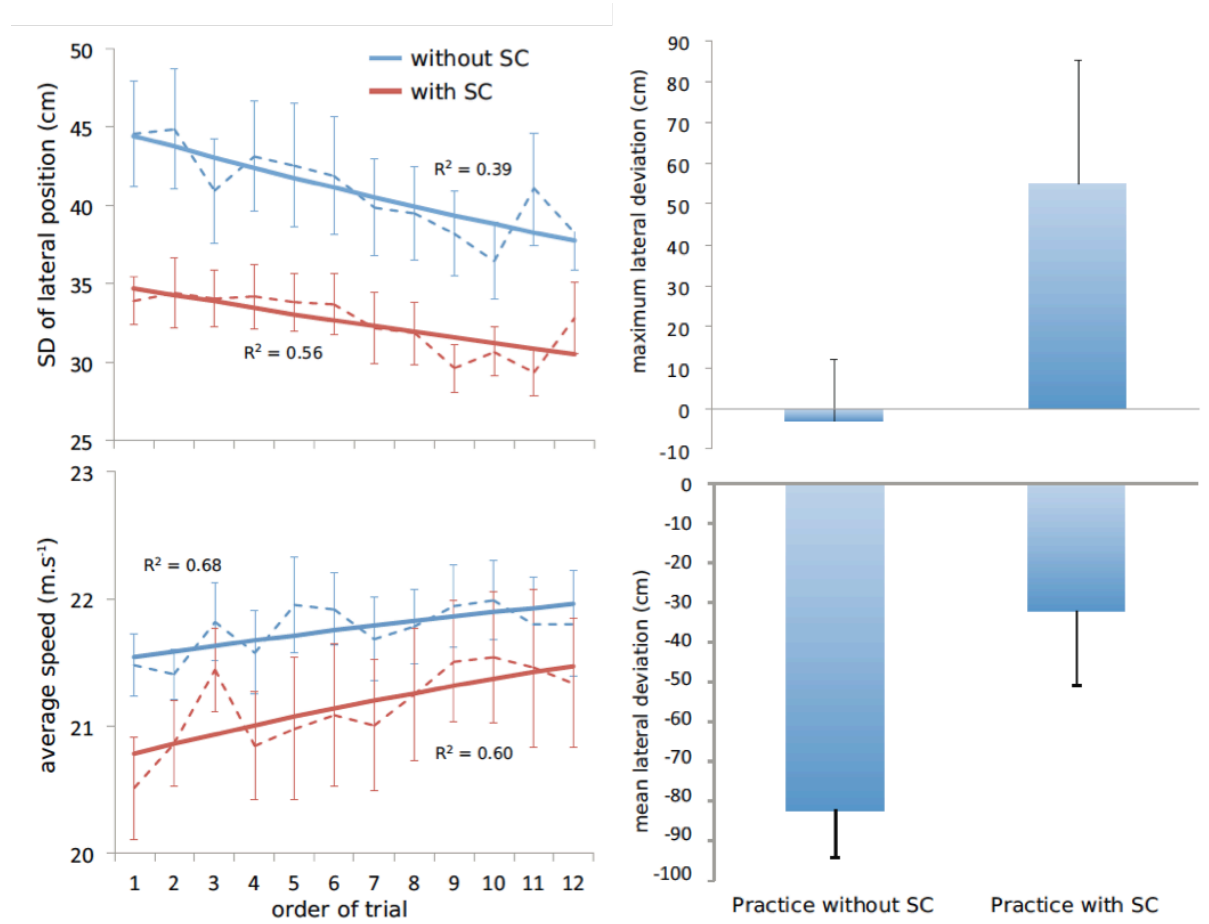 without SC
with SC
SD of lateral position (cm)
50
45
40
35
30
25
R² = 0.39
R² = 0.56
average speed (m.s⁻¹)
23
22
21
20
R² = 0.68
R² = 0.60
1 2 3 4 5 6 7 8 9 10 11 12
order of trial
maximum lateral deviation (cm)
90
80
70
60
50
40
30
20
10
0
-10
mean lateral deviation (cm)
0
-10
-20
-30
-40
-50
-60
-70
-80
-90
-100
Practice without SC Practice with SC